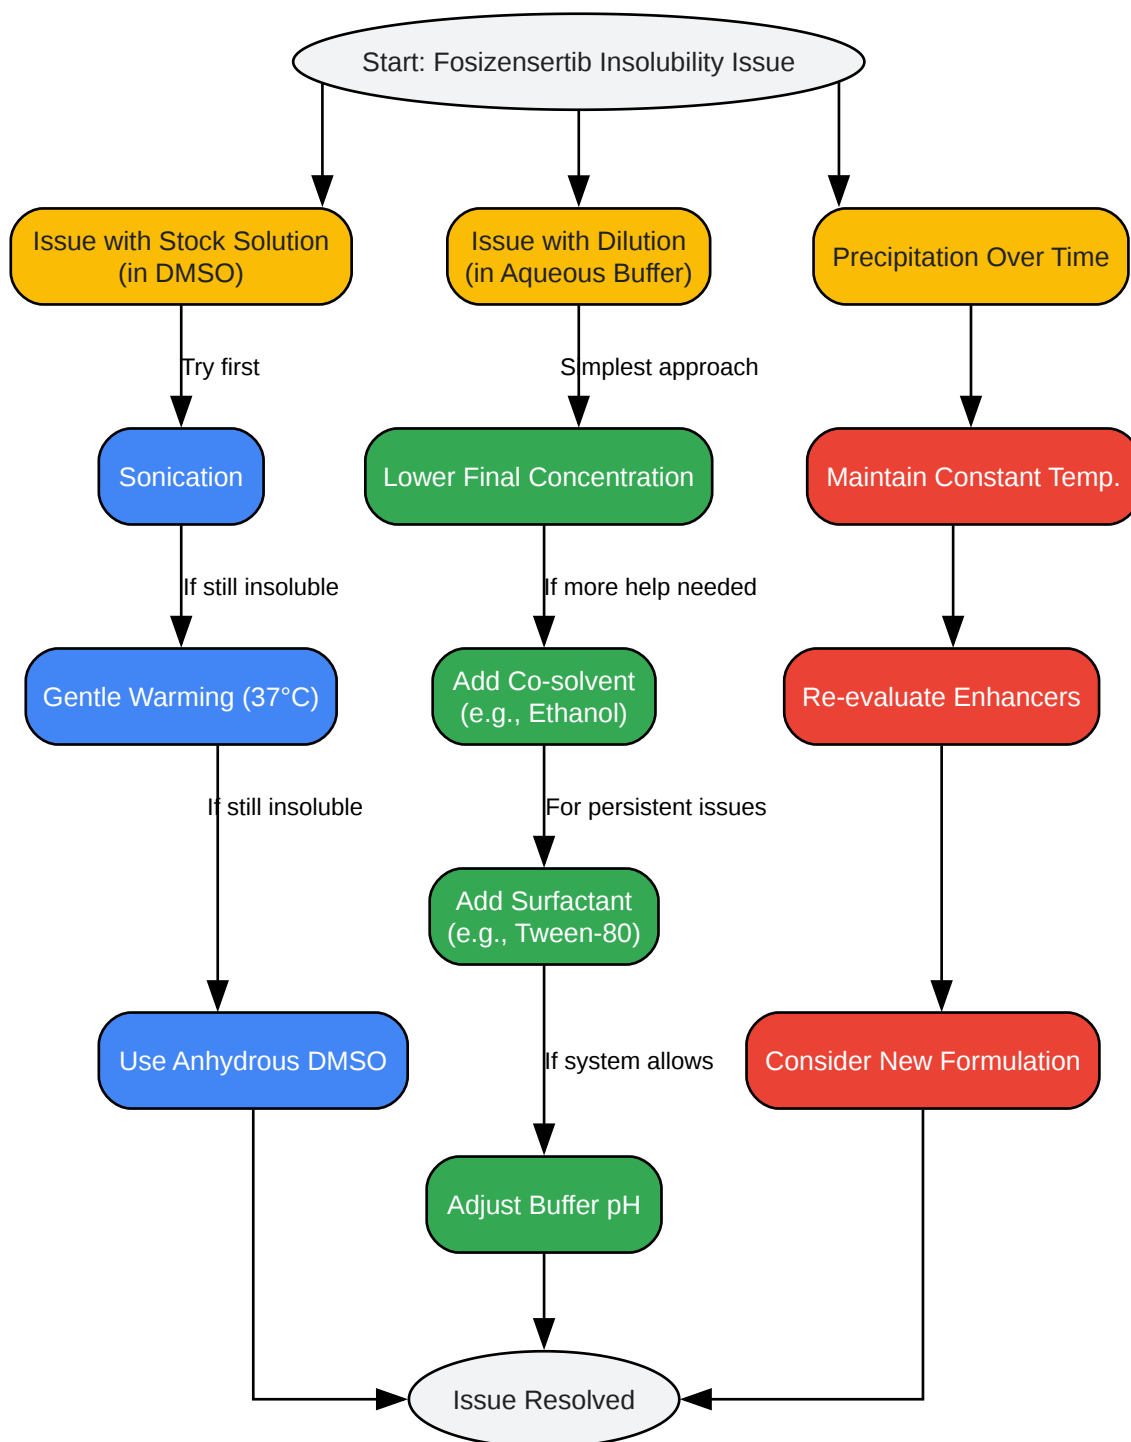 Start: Fosizensertib Insolubility Issue
Issue with Stock Solution
(in DMSO)
Issue with Dilution
(in Aqueous Buffer)
Precipitation Over Time
Try first
Simplest approach
Sonication
Lower Final Concentration
Maintain Constant Temp.
If still insoluble
If more help needed
Gentle Warming (37°C)
Add Co-solvent
(e.g., Ethanol)
Re-evaluate Enhancers
If still insoluble
For persistent issues
Add Surfactant
(e.g., Tween-80)
Use Anhydrous DMSO
If system allows
Consider New Formulation
Adjust Buffer pH
Issue Resolved